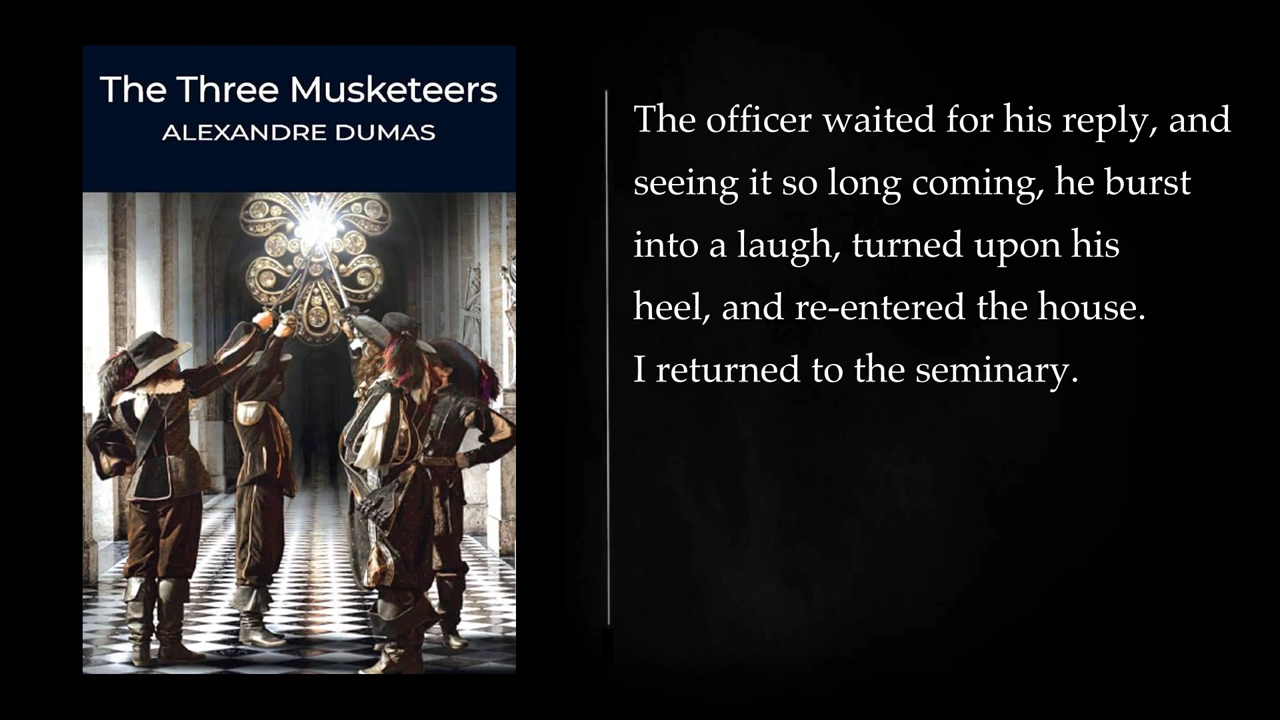 The Three Musketeers
ALEXANDRE DUMAS
The officer waited for his reply, and
seeing it so long coming, he burst
into a laugh, turned upon his
heel, and re-entered the house.
I returned to the seminary.